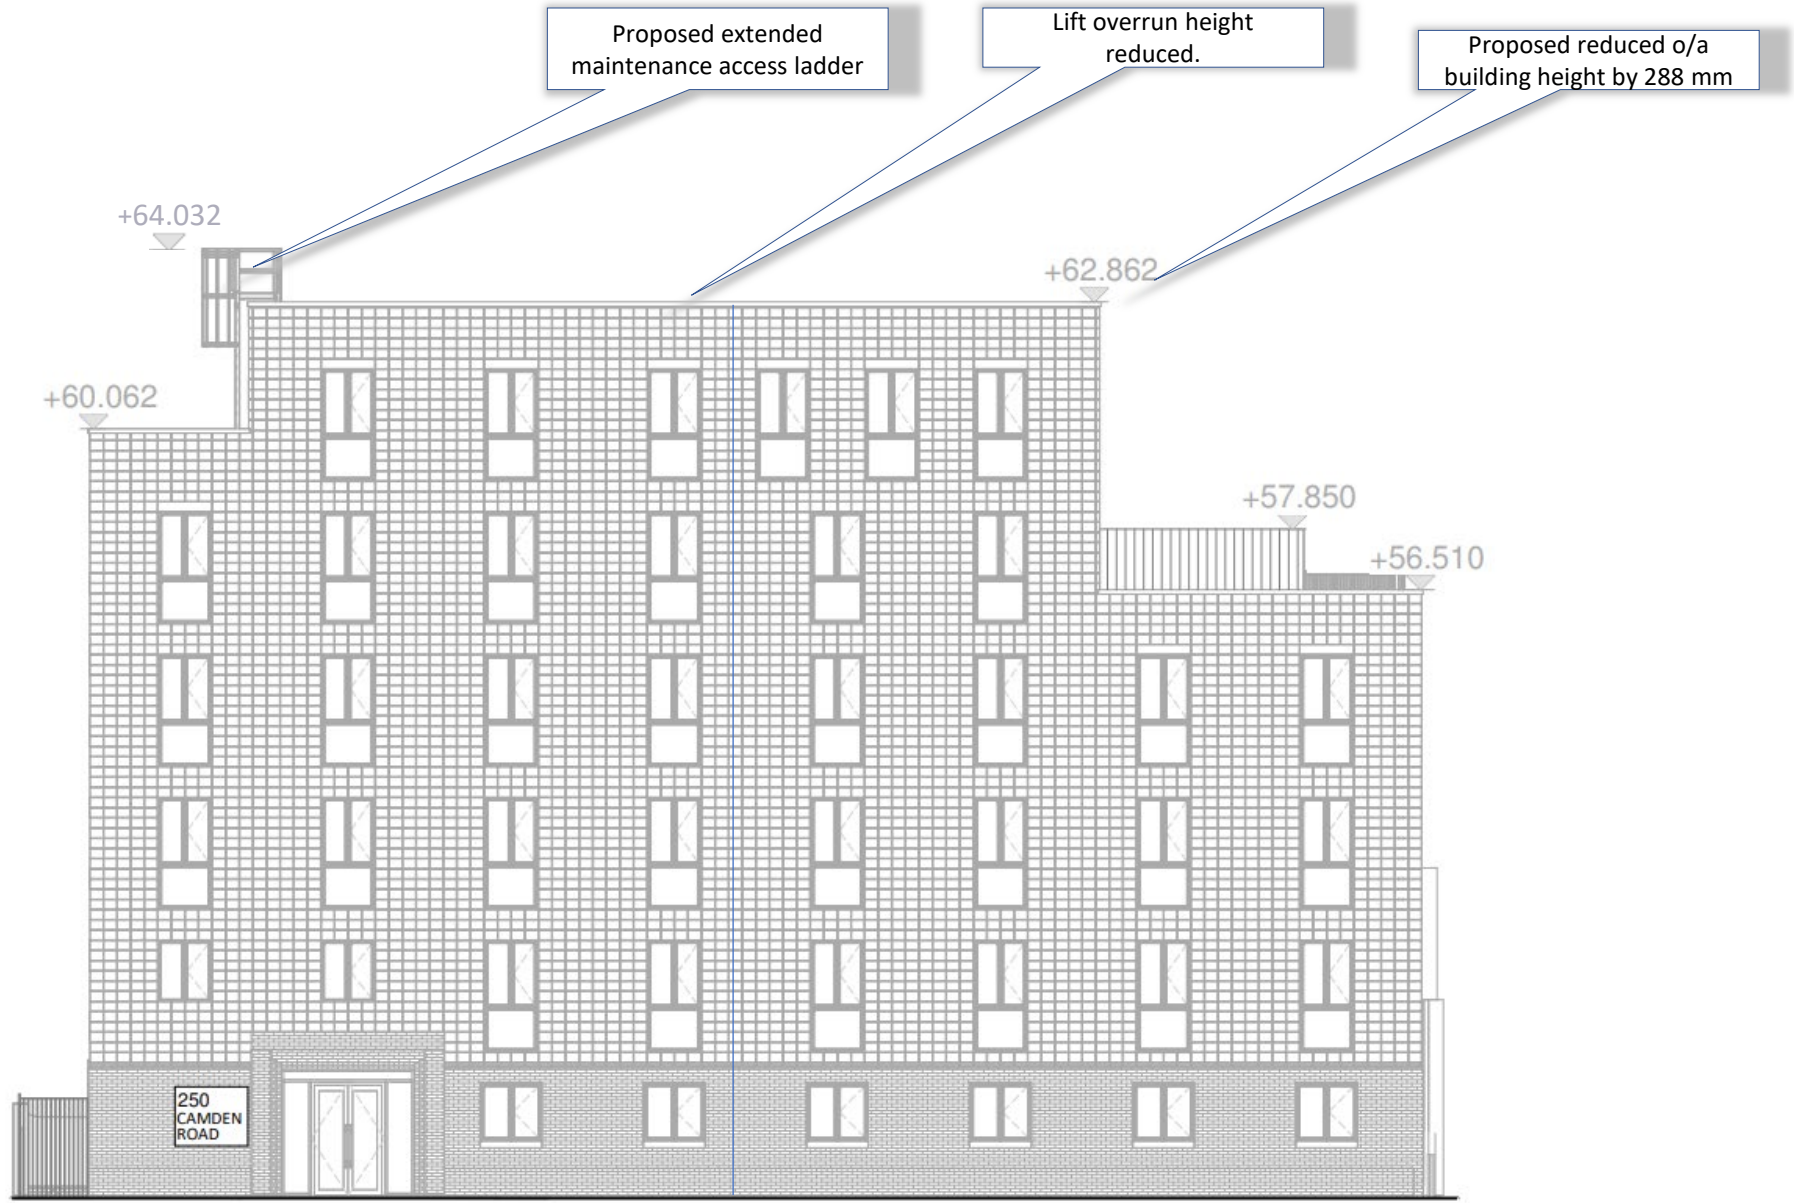 Proposed extended
maintenance access ladder
Lift overrun height
reduced.
Proposed reduced o/a
building height by 288 mm
+64.032
+62.862
+60.062
+57.850
+56.510
250
CAMDEN
ROAD